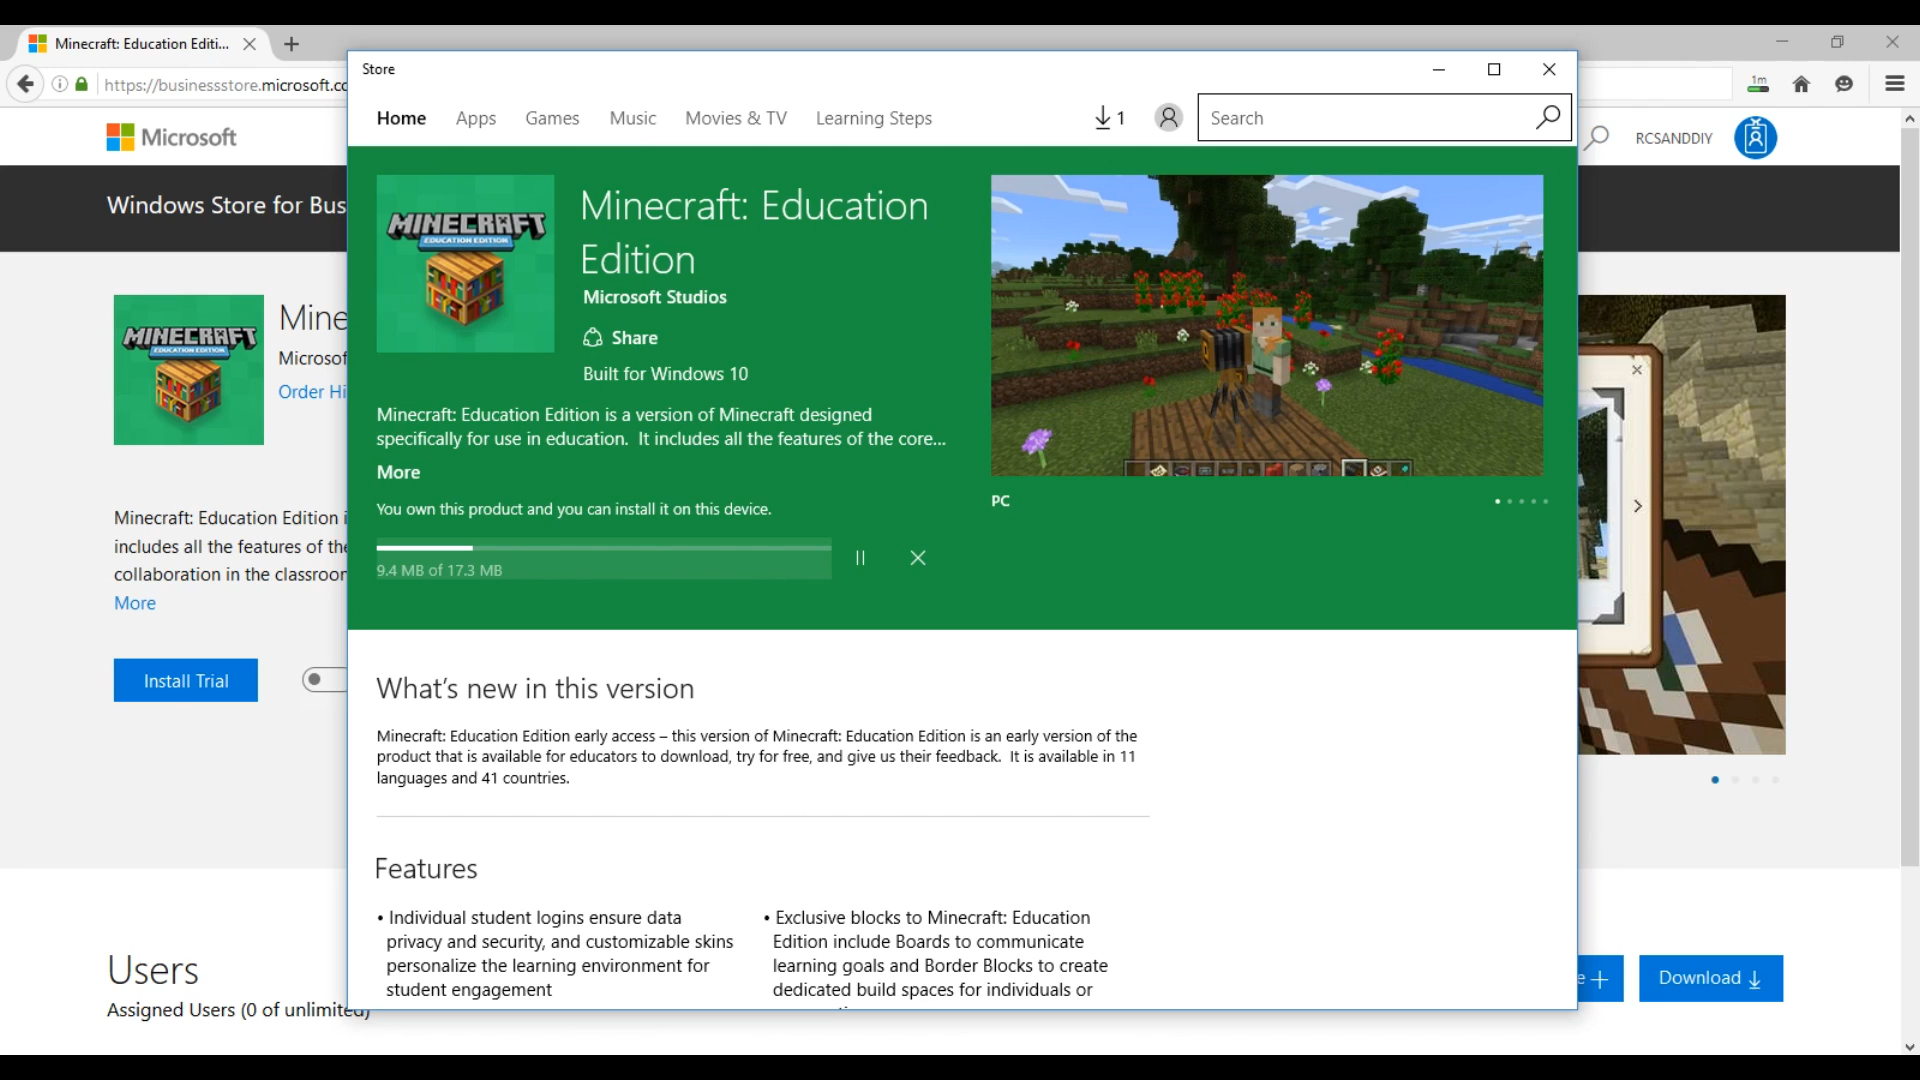 Minecraft: Education Editi...
https://businessstore.microsoft.cc
1m
Microsoft
RCSANDDIY
Windows Store for Bus
MINECRAFT
EDUCATION EDITION
Mine
Microsof
Order Hi
Minecraft: Education Edition i
includes all the features of the
collaboration in the classroor
More
Install Trial
Users
Assigned Users (0 of unlimited)
e
Download
Store
Home
Apps
Games
Music
Movies & TV
Learning Steps
1
Search
MINECRAFT
EDUCATION EDITION
Minecraft: Education
Edition
Microsoft Studios
Share
Built for Windows 10
Minecraft: Education Edition is a version of Minecraft designed
specifically for use in education. It includes all the features of the core...
More
You own this product and you can install it on this device.
9.4 MB of 17.3 MB
PC
What's new in this version
Minecraft: Education Edition early access – this version of Minecraft: Education Edition is an early version of the
product that is available for educators to download, try for free, and give us their feedback. It is available in 11
languages and 41 countries.
Features
• Individual student logins ensure data
privacy and security, and customizable skins
personalize the learning environment for
student engagement
• Exclusive blocks to Minecraft: Education
Edition include Boards to communicate
learning goals and Border Blocks to create
dedicated build spaces for individuals or